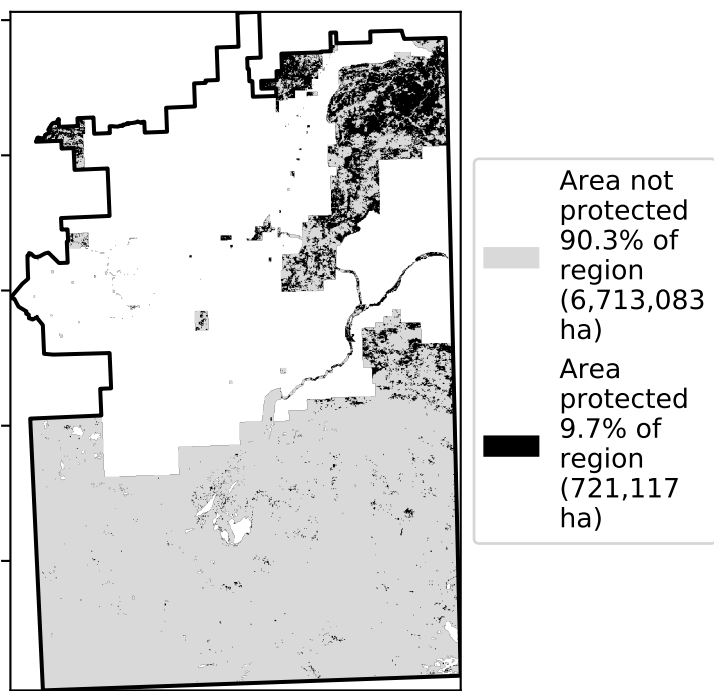 Area not
protected
90.3% of
region
(6,713,083
ha)
Area
protected
9.7% of
region
(721,117
ha)